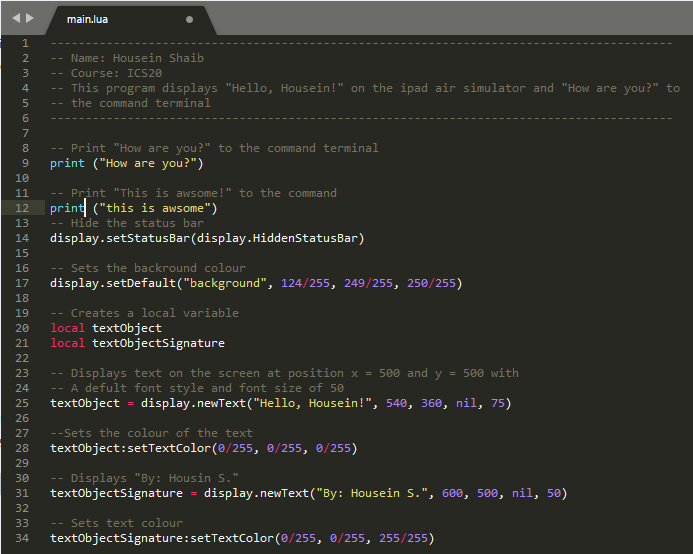 main.lua
1 --------------------------------------------------------------------------------
2 -- Name: Housein Shaib
3 -- Course: ICS20
4 -- This program displays "Hello, Housein!" on the ipad air simulator and "How are you?" to
5 -- the command terminal
6 --------------------------------------------------------------------------------
7
8 -- Print "How are you?" to the command terminal
9 print ("How are you?")
10
11 -- Print "This is awsome!" to the command
12 print ("this is awsome")
13 -- Hide the status bar
14 display.setStatusBar(display.HiddenStatusBar)
15
16 -- Sets the backround colour
17 display.setDefault("background", 124/255, 249/255, 250/255)
18
19 -- Creates a local variable
20 local textObject
21 local textObjectSignature
22
23 -- Displays text on the screen at position x = 500 and y = 500 with
24 -- A defult font style and font size of 50
25 textObject = display.newText("Hello, Housein!", 540, 360, nil, 75)
26
27 --Sets the colour of the text
28 textObject:setTextColor(0/255, 0/255, 0/255)
29
30 -- Displays "By: Housin S."
31 textObjectSignature = display.newText("By: Housein S.", 600, 500, nil, 50)
32
33 -- Sets text colour
34 textObjectSignature:setTextColor(0/255, 0/255, 255/255)